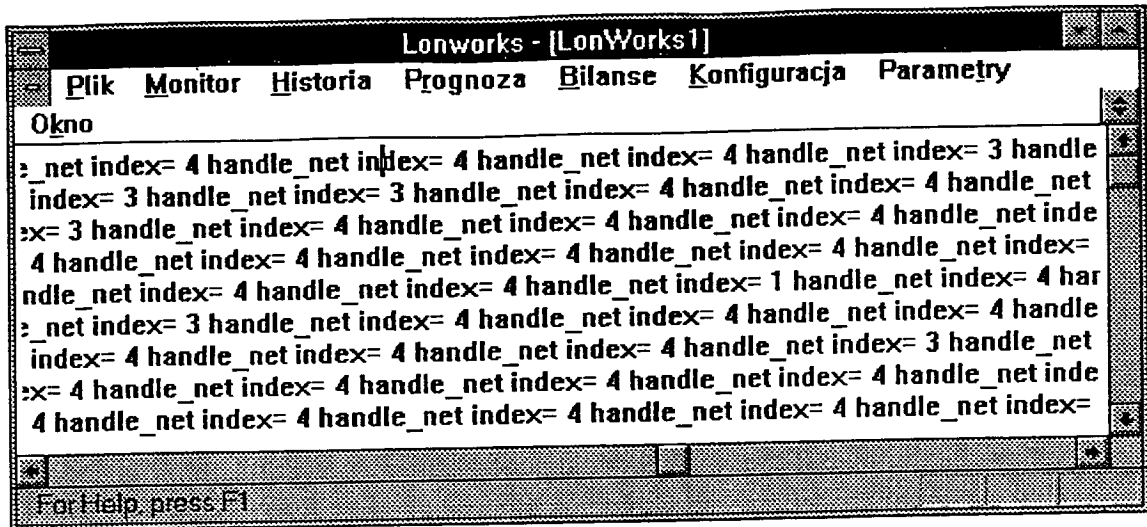 Lonworks - [LonWorks1]
Plik Monitor Historia Prognoza Bilanse Konfiguracja Parametry
Okno
e_net index= 4 handle_net index= 4 handle_net index= 4 handle_net index= 3 handle
index= 3 handle_net index= 3 handle_net index= 4 handle_net index= 4 handle_net
ex= 3 handle_net index= 4 handle_net index= 4 handle_net index= 4 handle_net inde
4 handle_net index= 4 handle_net index= 4 handle_net index= 4 handle_net index=
ndle_net index= 4 handle_net index= 4 handle_net index= 1 handle_net index= 4 har
e_net index= 3 handle_net index= 4 handle_net index= 4 handle_net index= 4 handle
index= 4 handle_net index= 4 handle_net index= 4 handle_net index= 3 handle_net
ex= 4 handle_net index= 4 handle_net index= 4 handle_net index= 4 handle_net inde
4 handle_net index= 4 handle_net index= 4 handle_net index= 4 handle_net index=
For Help, press F1